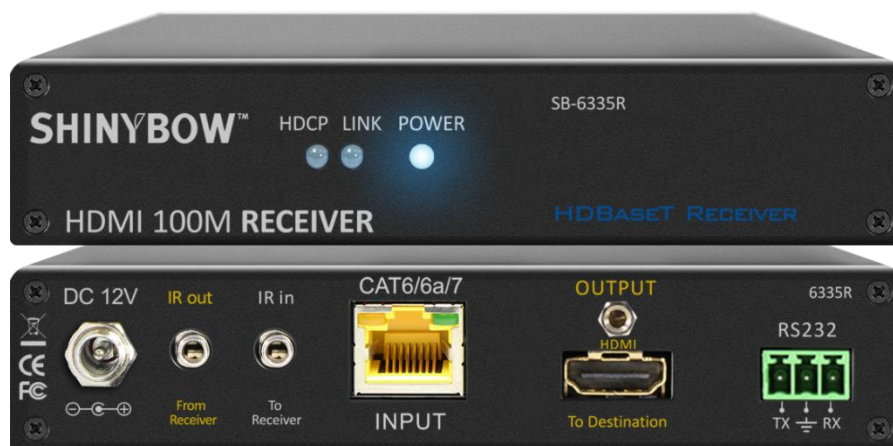 SB-6335R
SHINYBOW™
HDCP LINK POWER
HDMI 100M RECEIVER
HDBaseT Receiver
DC 12V
IR out
IR in
CAT6/6a/7
OUTPUT
6335R
HDMI
RS232
CE
FC
From
Receiver
To
Receiver
INPUT
To Destination
TX
RX